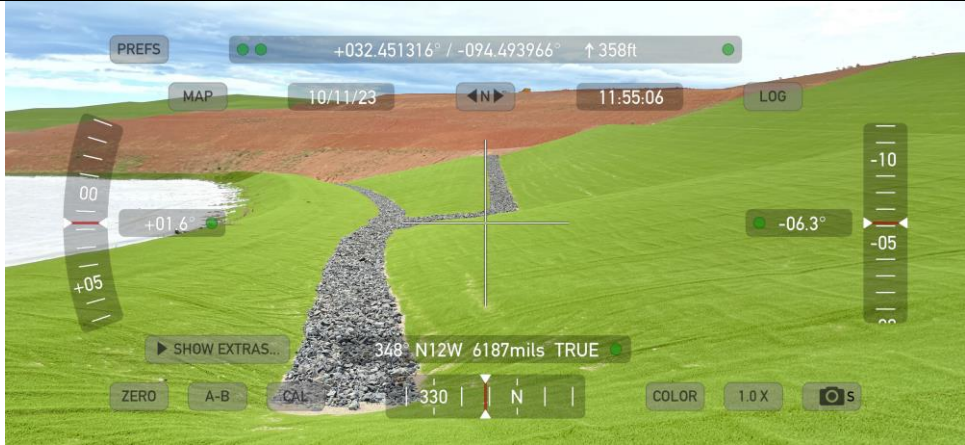 PREFS
+032.451316° / -094.493966° ↑ 358ft
MAP
10/11/23
◀N▶
11:55:06
LOG
00
+05
+01.6°
-06.3°
-10
-05
▶ SHOW EXTRAS...
348° N12W 6187mils TRUE
ZERO
A-B
CAL
330
N
COLOR
1.0 X
S